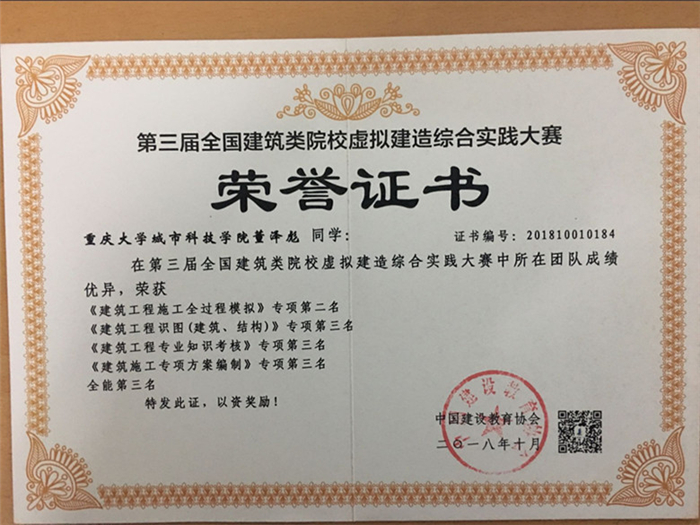 第三届全国建筑类院校虚拟建造综合实践大赛
荣誉证书
重庆大学城市科技学院董泽彪 同学：
证书编号：201810010184
在第三届全国建筑类院校虚拟建造综合实践大赛中所在团队成绩
优异，荣获
《建筑工程施工全过程模拟》专项第二名
《建筑工程识图(建筑、结构)》专项第三名
《建筑工程专业知识考核》专项第三名
《建筑施工专项方案编制》专项第三名
全能第三名
特发此证，以资奖励！
中国建设教育协会
二〇一八年十月